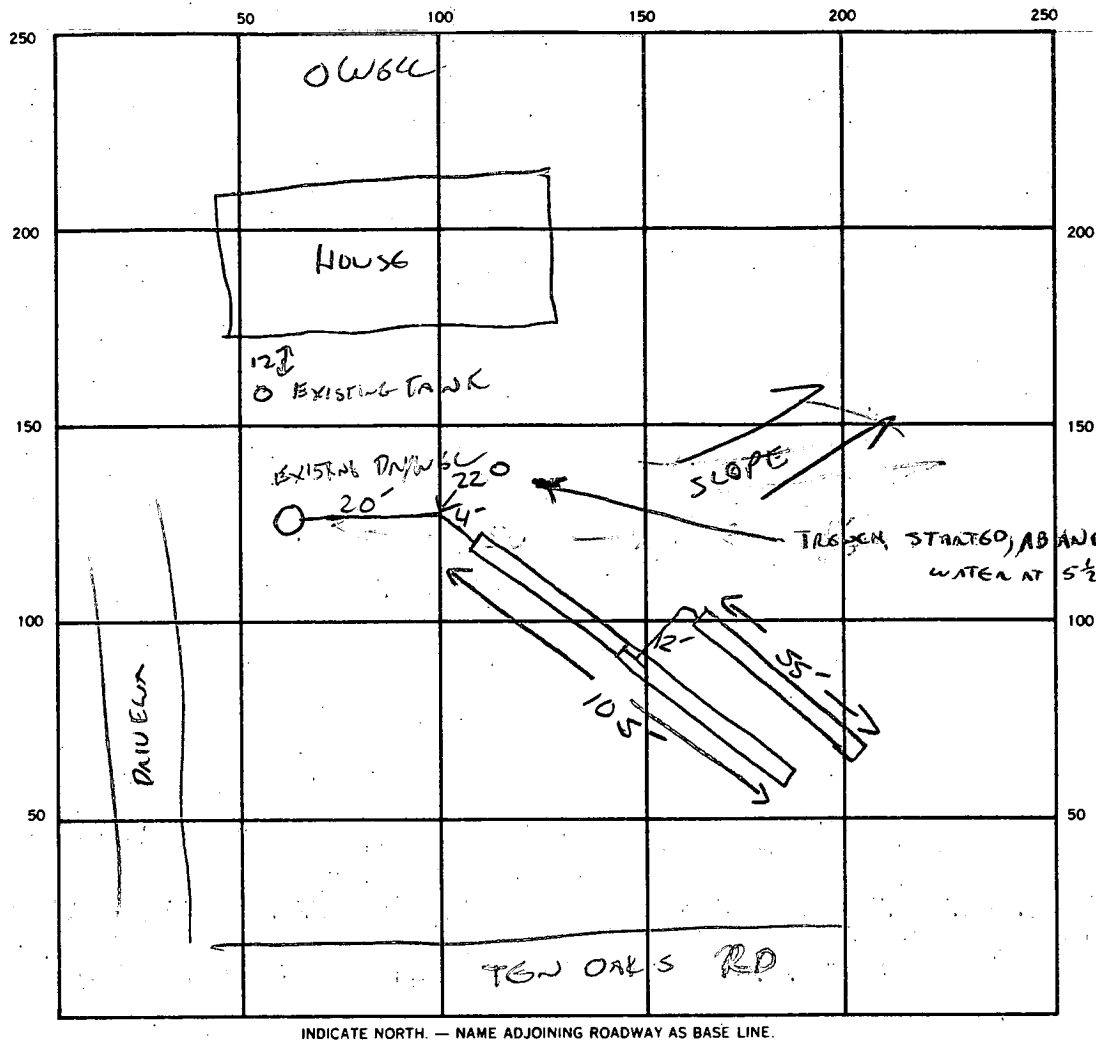 50 100 150 200 250
250
O WELL
200 HOUSE 200
12'
O EXISTING TANK
150 150
SLOPE
EXISTING DRYWELL
22°
20'
4'
TRENCH STARTED, ABAND
WATER AT 5½
100 100
12'
55'
105'
DRIVEWA
50 50
TEN OAKS RD
INDICATE NORTH. — NAME ADJOINING ROADWAY AS BASE LINE.